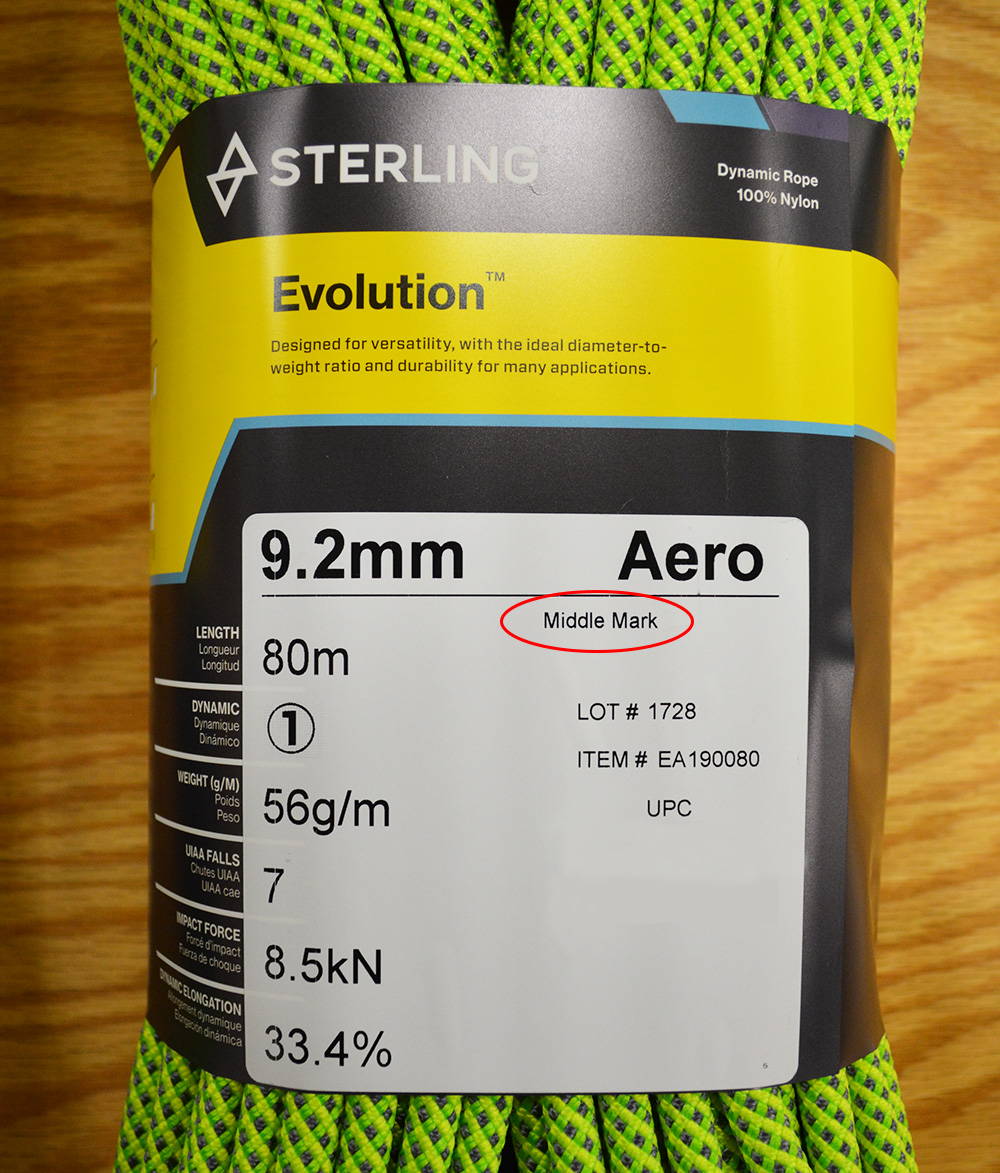 STERLING
Dynamic Rope
100% Nylon
Evolution™
Designed for versatility, with the ideal diameter-to-
weight ratio and durability for many applications.
9.2mm Aero
Middle Mark
LENGTH
Longueur
Longitud
80m
DYNAMIC
Dynamique
Dinámico
①
WEIGHT (g/M)
Poids
Peso
56g/m
UIAA FALLS
Chutes UIAA
UIAA cae
7
IMPACT FORCE
Forcé d'impact
Fuerza de choque
8.5kN
DYNAMIC ELONGATION
Allongement dynamique
Elongación dinámica
33.4%
LOT # 1728
ITEM # EA190080
UPC